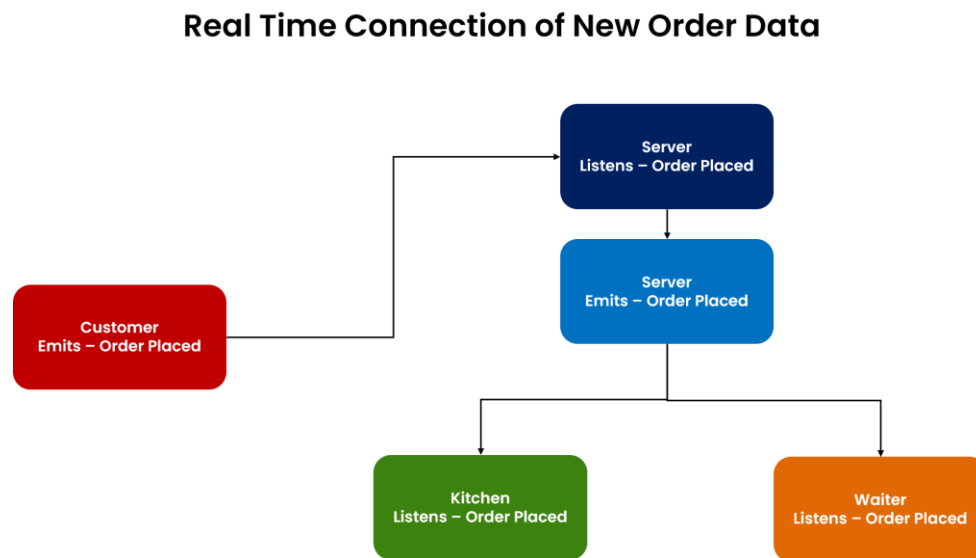 Real Time Connection of New Order Data
Server
Listens – Order Placed
Server
Emits – Order Placed
Customer
Emits – Order Placed
Kitchen
Listens – Order Placed
Waiter
Listens – Order Placed